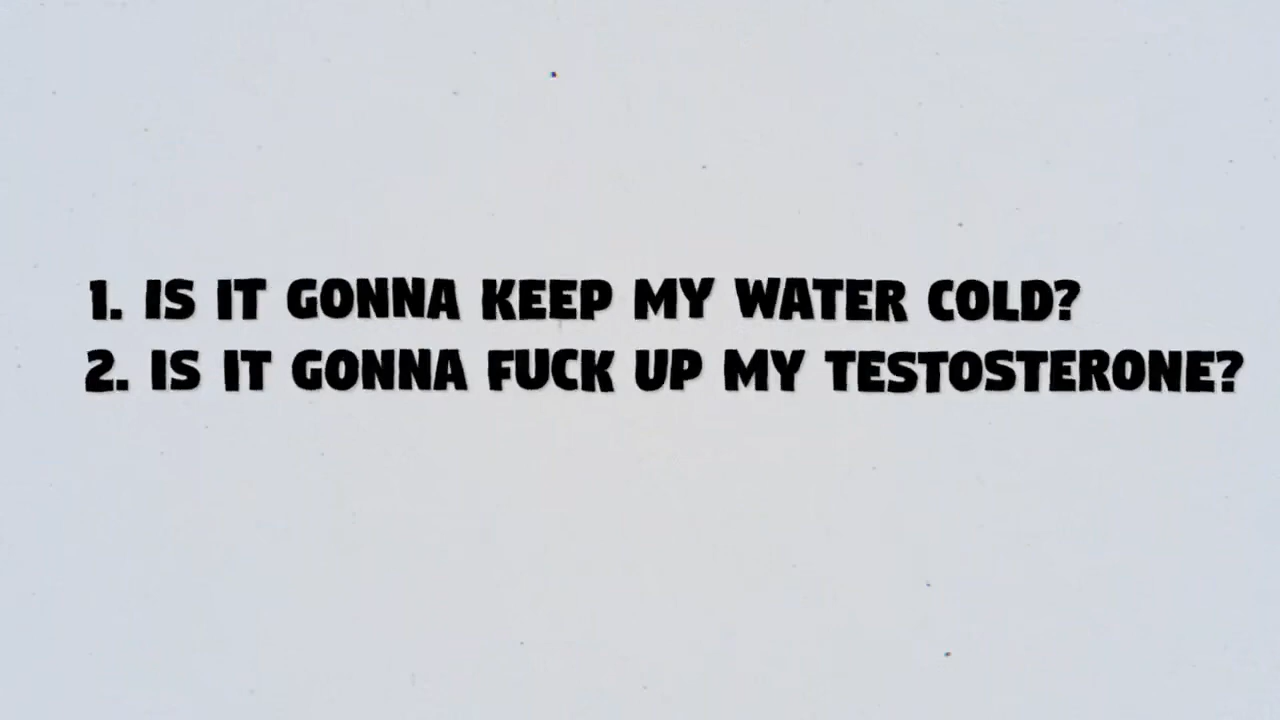 1. IS IT GONNA KEEP MY WATER COLD?
2. IS IT GONNA FUCK UP MY TESTOSTERONE?